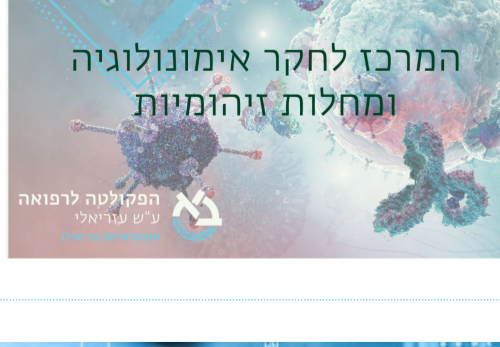 המרכז לחקר אימונולוגיה
ומחלות זיהומיות
הפקולטה לרפואה
ע"ש עזריאלי